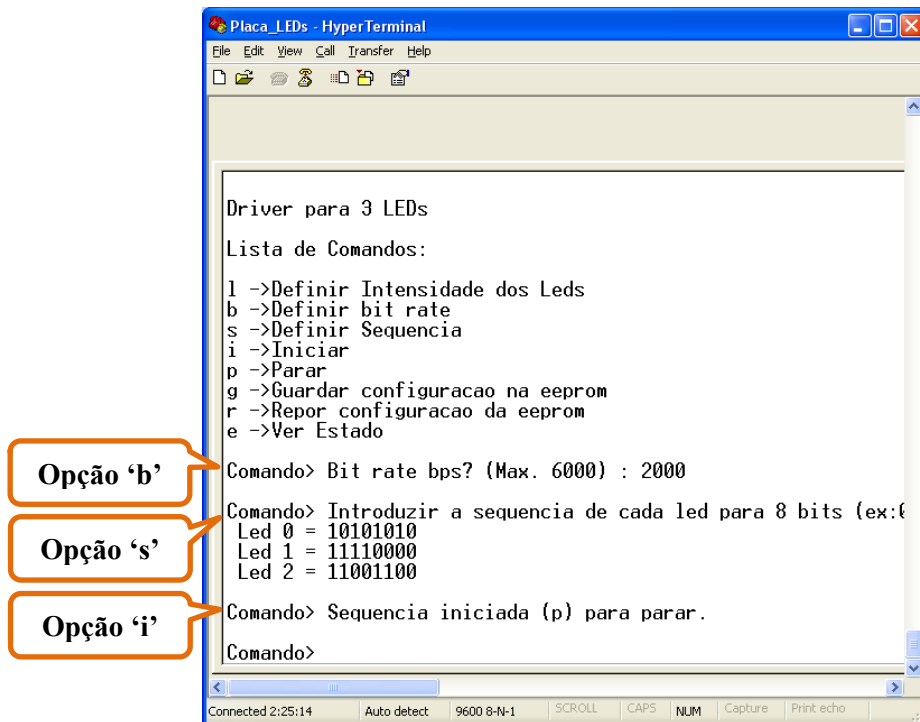 Placa_LEDs - HyperTerminal
File Edit View Call Transfer Help
Driver para 3 LEDs
Lista de Comandos:
l ->Definir Intensidade dos Leds
b ->Definir bit rate
s ->Definir Sequencia
i ->Iniciar
p ->Parar
g ->Guardar configuracao na eeprom
r ->Repor configuracao da eeprom
e ->Ver Estado
Opção ‘b’
Comando> Bit rate bps? (Max. 6000) : 2000
Opção ‘s’
Comando> Introduzir a sequencia de cada led para 8 bits (ex:
Led 0 = 10101010
Led 1 = 11110000
Led 2 = 11001100
Opção ‘i’
Comando> Sequencia iniciada (p) para parar.
Comando>
Connected 2:25:14 Auto detect 9600 8-N-1 SCROLL CAPS NUM Capture Print echo